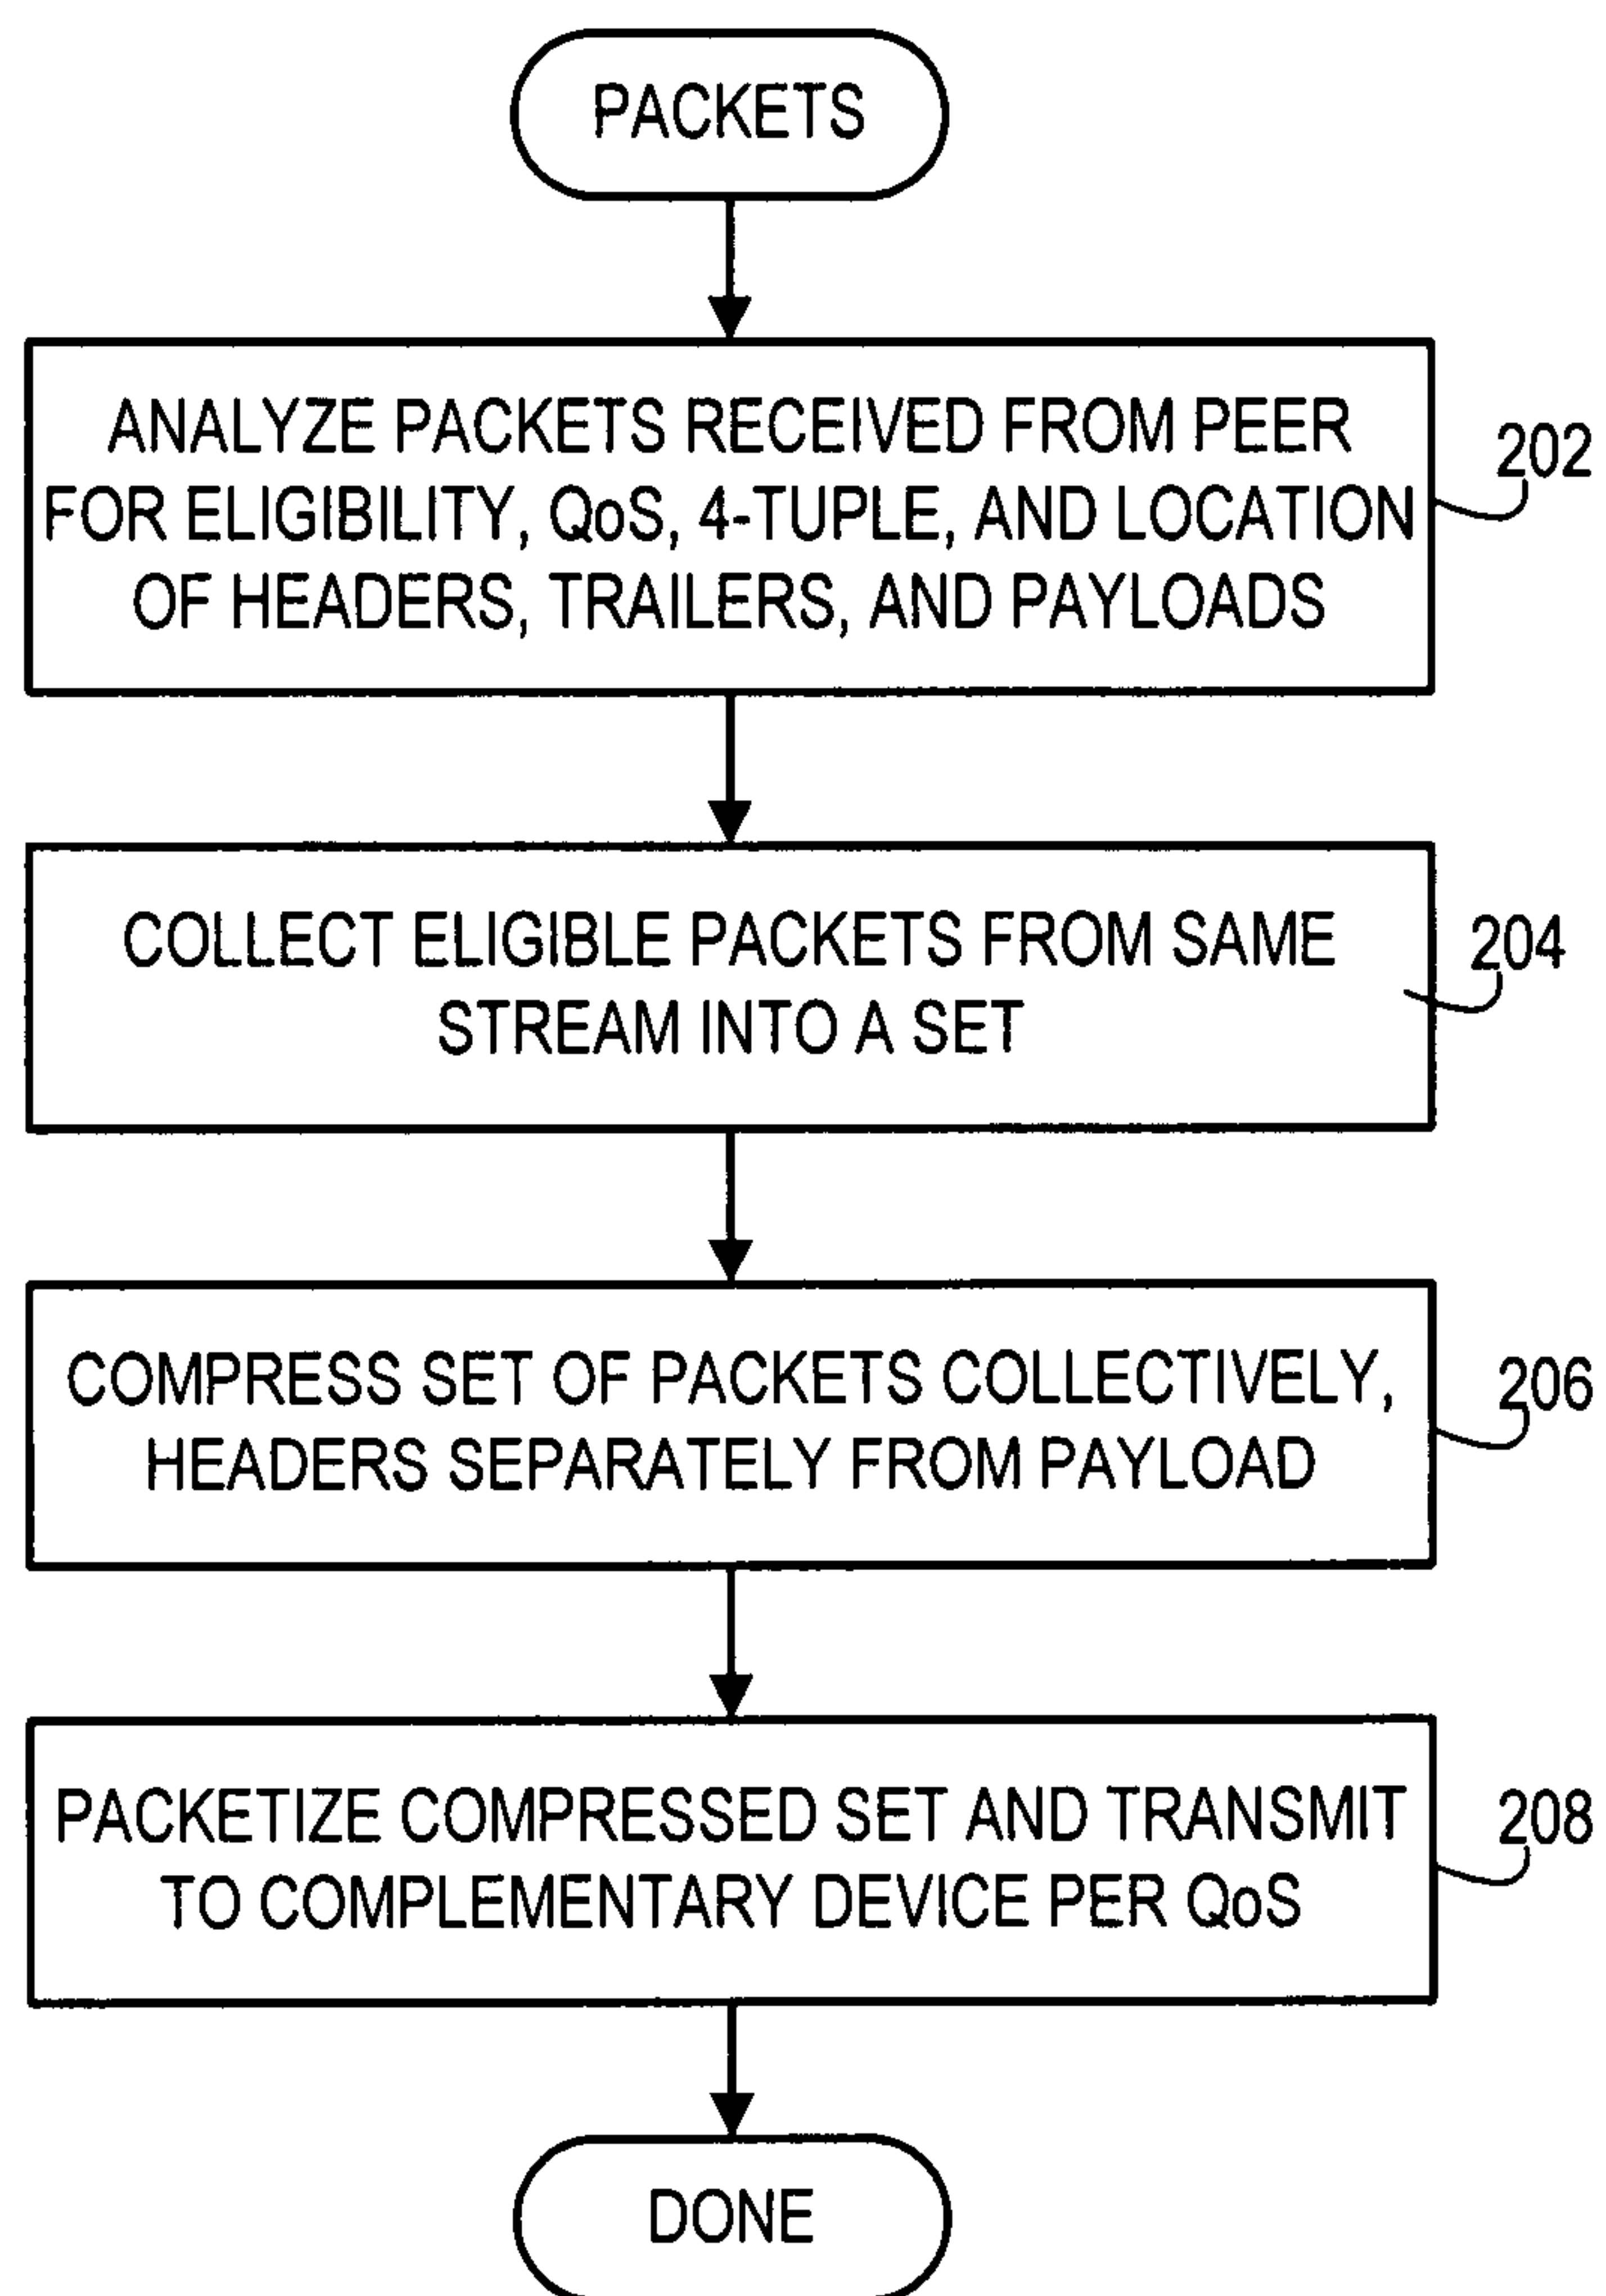 PACKETS
ANALYZE PACKETS RECEIVED FROM PEER
FOR ELIGIBILITY, QoS, 4-TUPLE, AND LOCATION
OF HEADERS, TRAILERS, AND PAYLOADS
202
COLLECT ELIGIBLE PACKETS FROM SAME
STREAM INTO A SET
204
COMPRESS SET OF PACKETS COLLECTIVELY,
HEADERS SEPARATELY FROM PAYLOAD
206
PACKETIZE COMPRESSED SET AND TRANSMIT
TO COMPLEMENTARY DEVICE PER QoS
208
DONE